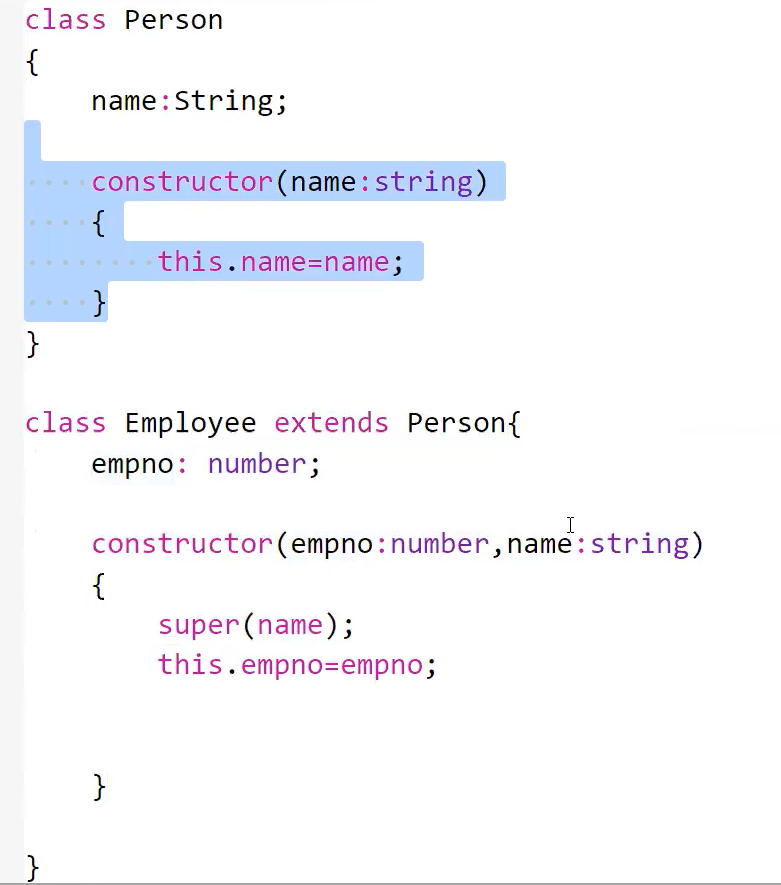 class Person
{
    name:String;
    constructor(name:string)
    {
        this.name=name;
    }
}
class Employee extends Person{
    empno: number;
    constructor(empno:number,name:string)
    {
        super(name);
        this.empno=empno;
    }
}